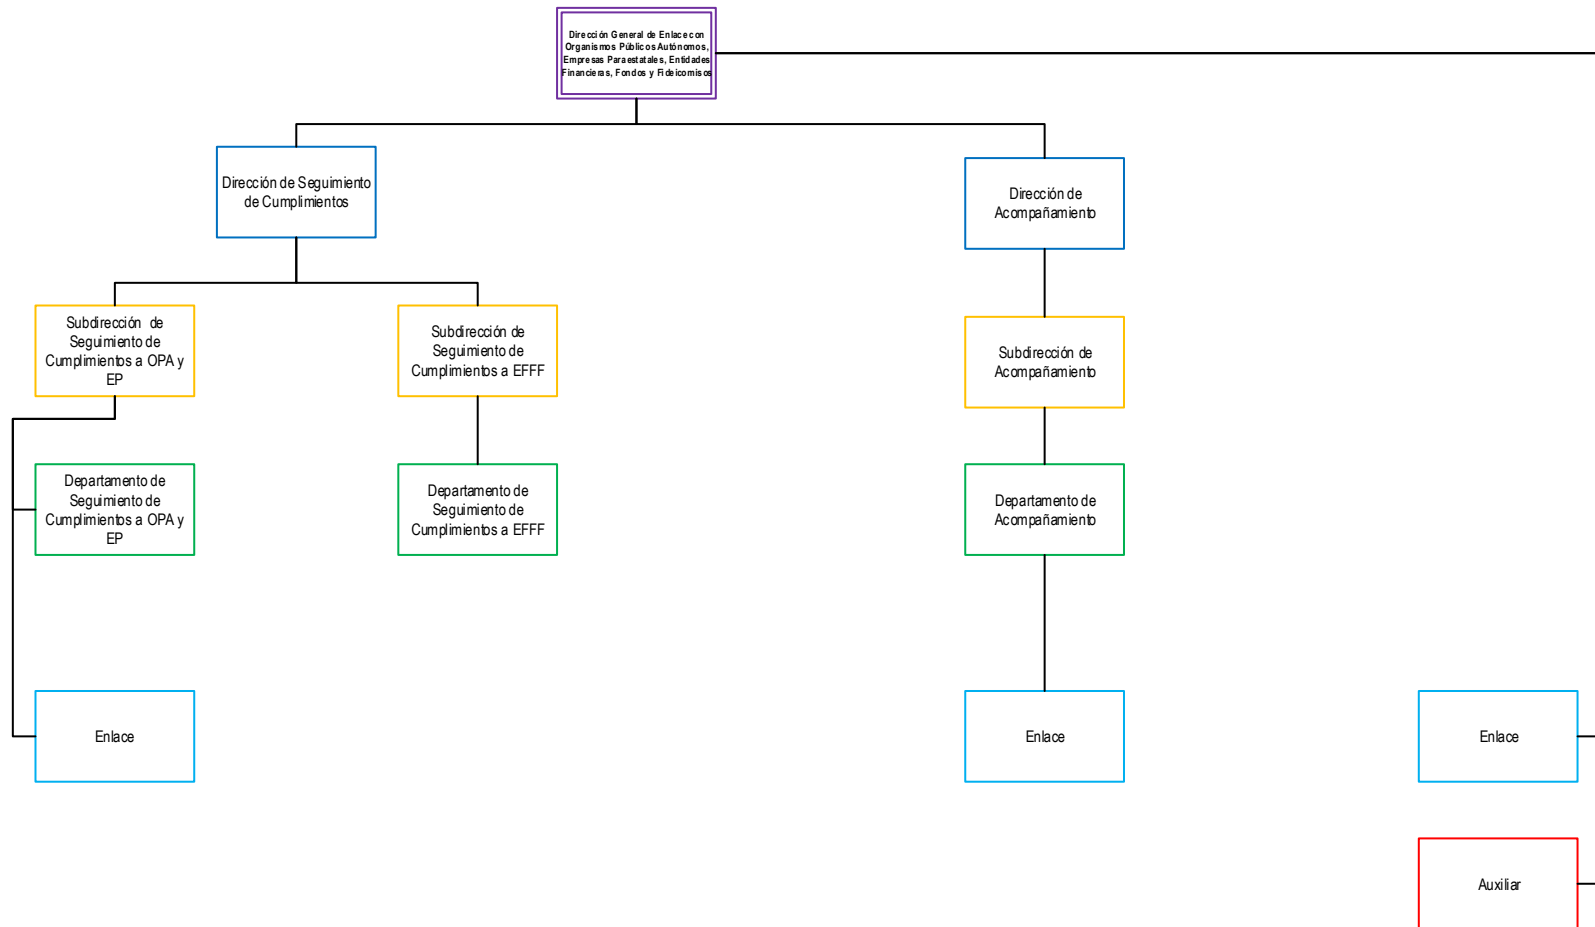 Dirección General de Enlace con
Organismos Públicos Autónomos,
Empresas Paraestatales, Entidades
Financieras, Fondos y Fideicomisos
Dirección de Seguimiento
de Cumplimientos
Dirección de
Acompañamiento
Subdirección de
Seguimiento de
Cumplimientos a OPA y
EP
Subdirección de
Seguimiento de
Cumplimientos a EFFF
Subdirección de
Acompañamiento
Departamento de
Seguimiento de
Cumplimientos a OPA y
EP
Departamento de
Seguimiento de
Cumplimientos a EFFF
Departamento de
Acompañamiento
Enlace
Enlace
Enlace
Auxiliar